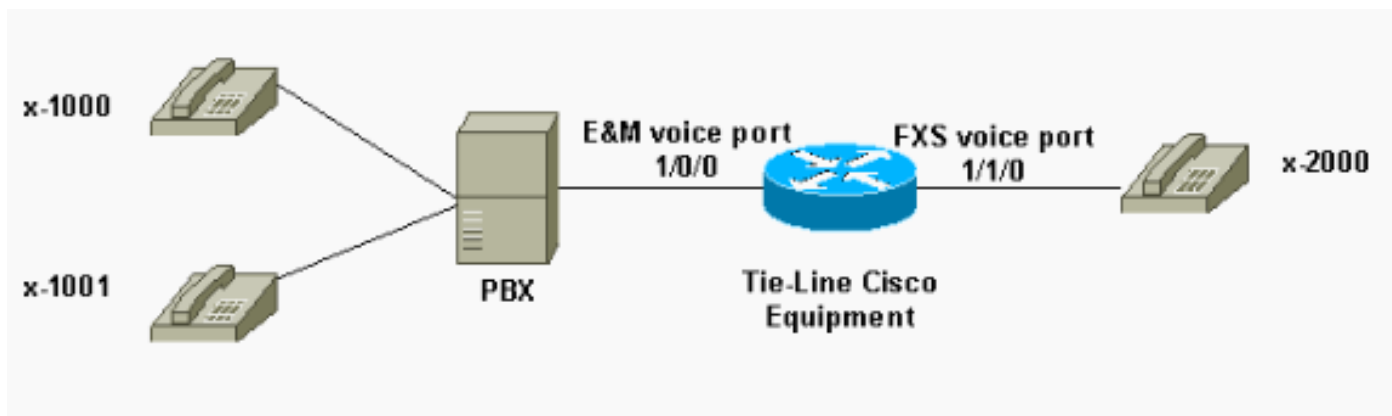 x-1000
E&M voice port
1/0/0
FXS voice port
1/1/0
x-2000
x-1001
PBX
Tie-Line Cisco
Equipment